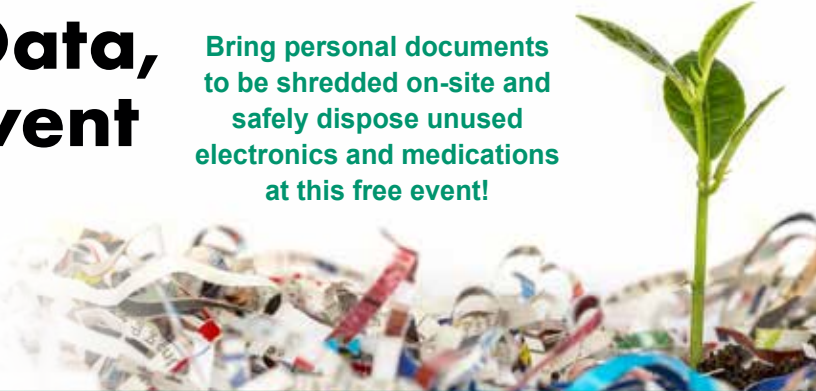 Data,
vent
Bring personal documents
to be shredded on-site and
safely dispose unused
electronics and medications
at this free event!